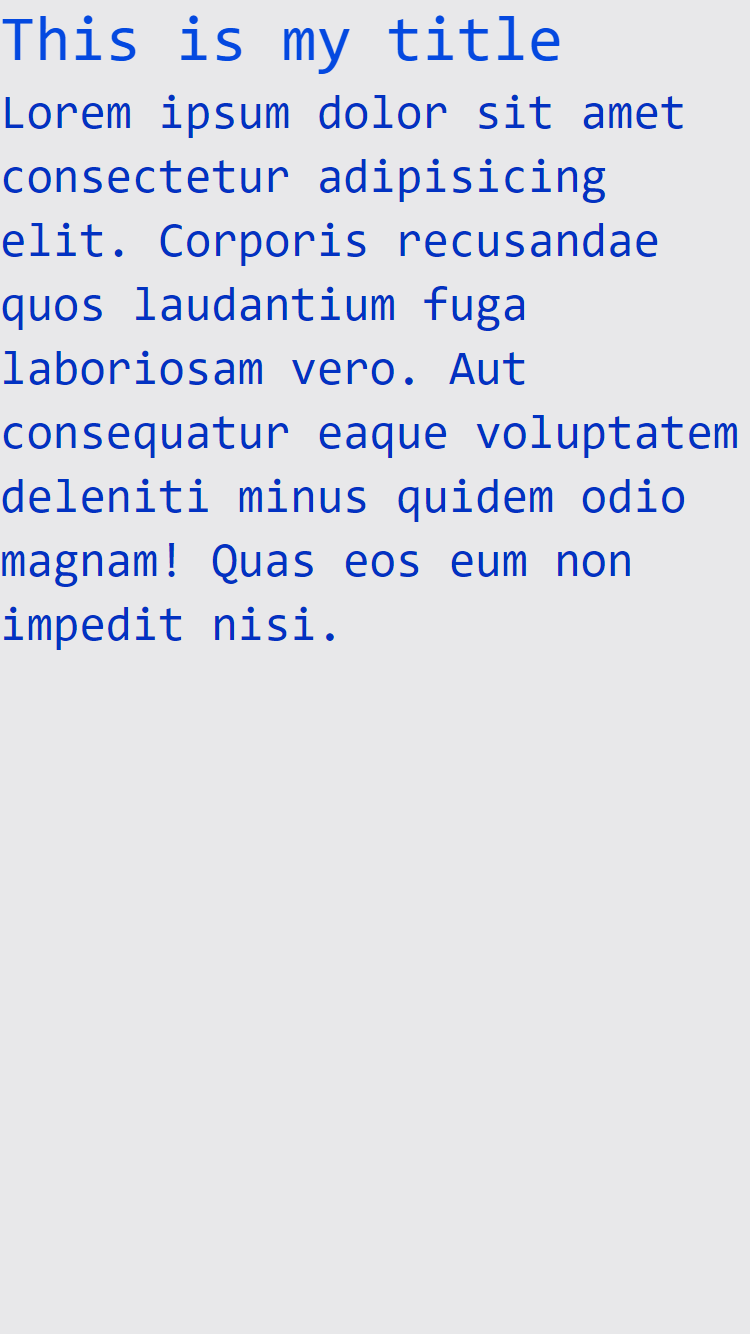 This is my title
Lorem ipsum dolor sit amet
consectetur adipisicing
elit. Corporis recusandae
quos laudantium fuga
laboriosam vero. Aut
consequatur eaque voluptatem
deleniti minus quidem odio
magnam! Quas eos eum non
impedit nisi.